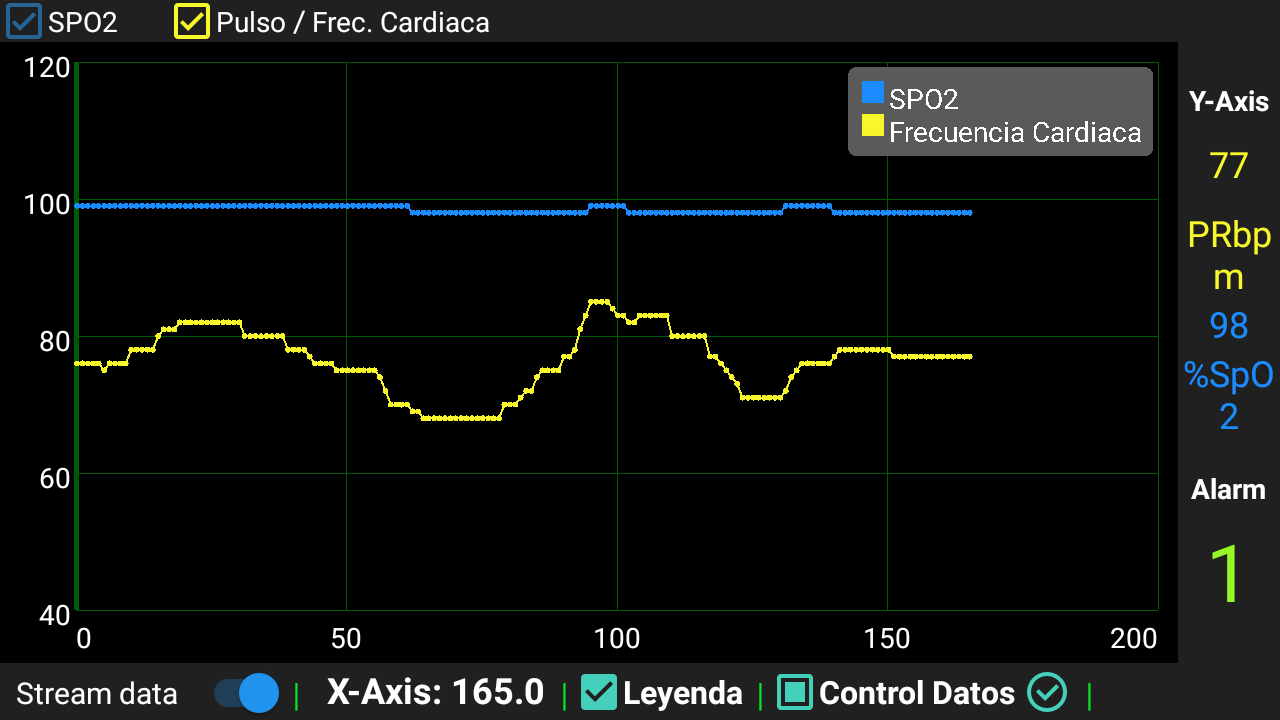 SPO2
Pulso / Frec. Cardiaca
120
100
80
60
40
0
50
100
150
200
SPO2
Frecuencia Cardiaca
Y-Axis
77
PRbp
m
98
%SpO
2
Alarm
1
Stream data
|
X-Axis: 165.0
|
Leyenda
|
Control Datos
|